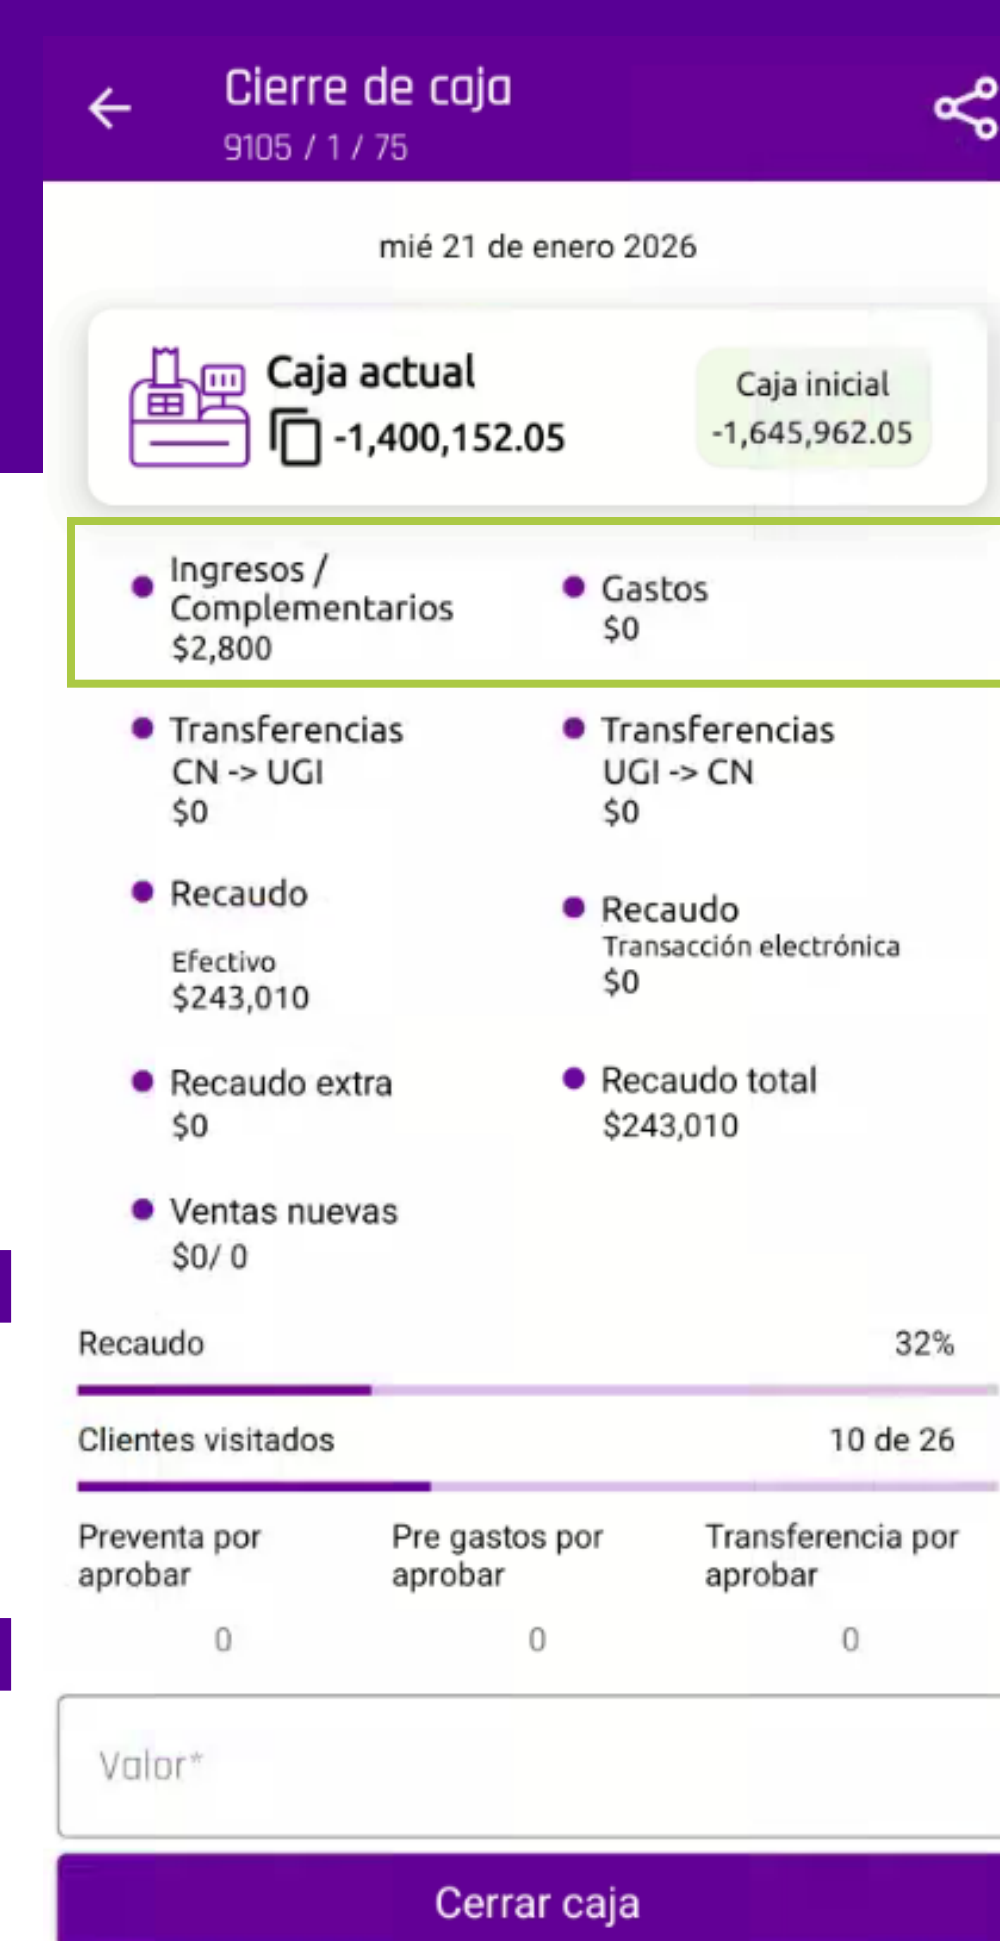 Cierre de caja
9105 / 1 / 75
mié 21 de enero 2026
Caja actual
-1,400,152.05
Caja inicial
-1,645,962.05
Ingresos /
Complementarios
$2,800
Gastos
$0
Transferencias
CN -> UGI
$0
Transferencias
UGI -> CN
$0
Recaudo
Efectivo
$243,010
Recaudo
Transacción electrónica
$0
Recaudo extra
$0
Recaudo total
$243,010
Ventas nuevas
$0/ 0
Recaudo 32%
Clientes visitados 10 de 26
Preventa por
aprobar
0
Pre gastos por
aprobar
0
Transferencia por
aprobar
0
Valor*
Cerrar caja